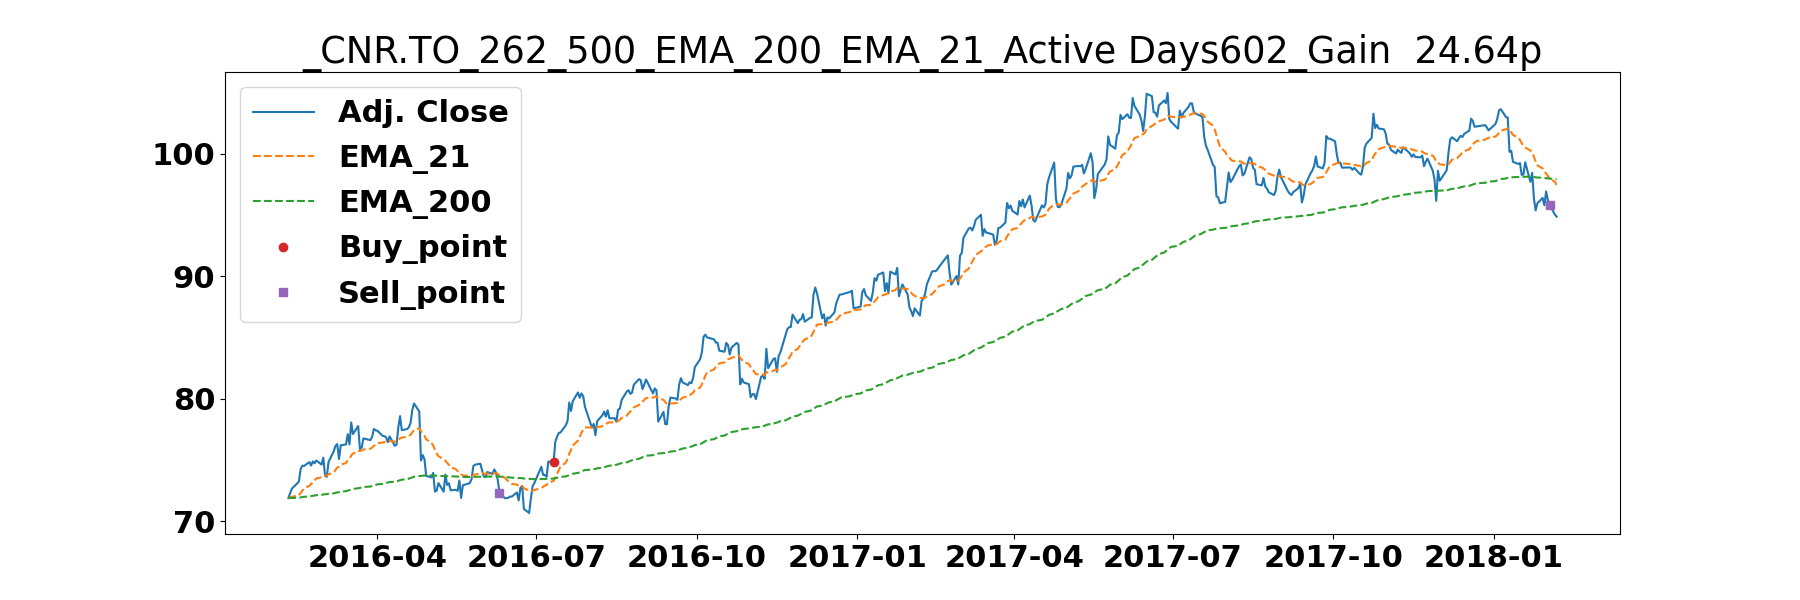 _CNR.TO_262_500_EMA_200_EMA_21_Active Days602_Gain  24.64p
Adj. Close
EMA_21
EMA_200
Buy_point
Sell_point
100
90
80
70
2016-04 2016-07 2016-10 2017-01 2017-04 2017-07 2017-10 2018-01